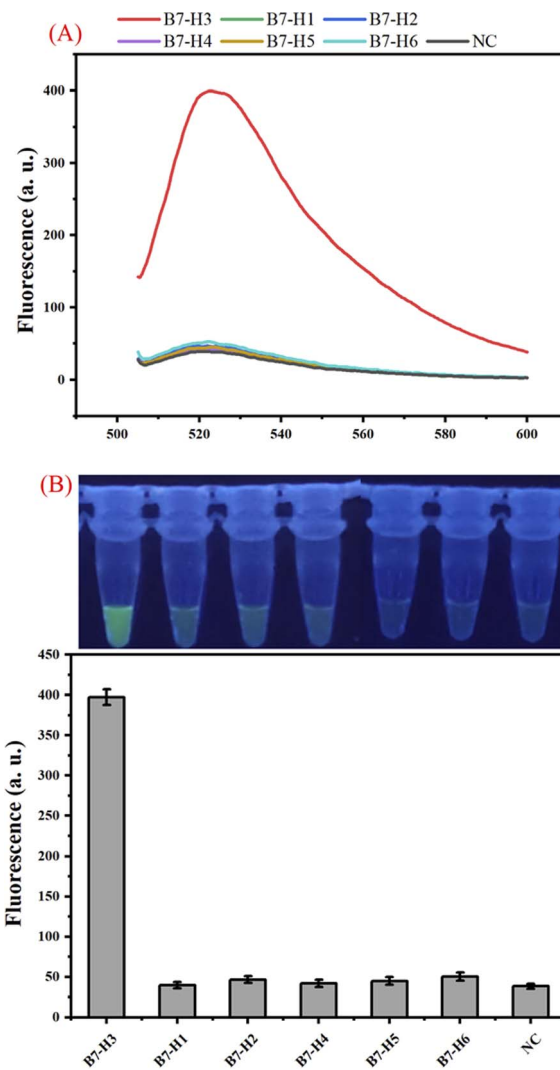 (A)
B7-H3 B7-H1 B7-H2
B7-H4 B7-H5 B7-H6 NC
Fluorescence (a. u.)
400
300
200
100
0
500 520 540 560 580 600
(B)
Fluorescence (a. u.)
450
400
350
300
250
200
150
100
50
0
B7-H3 B7-H1 B7-H2 B7-H4 B7-H5 B7-H6 NC